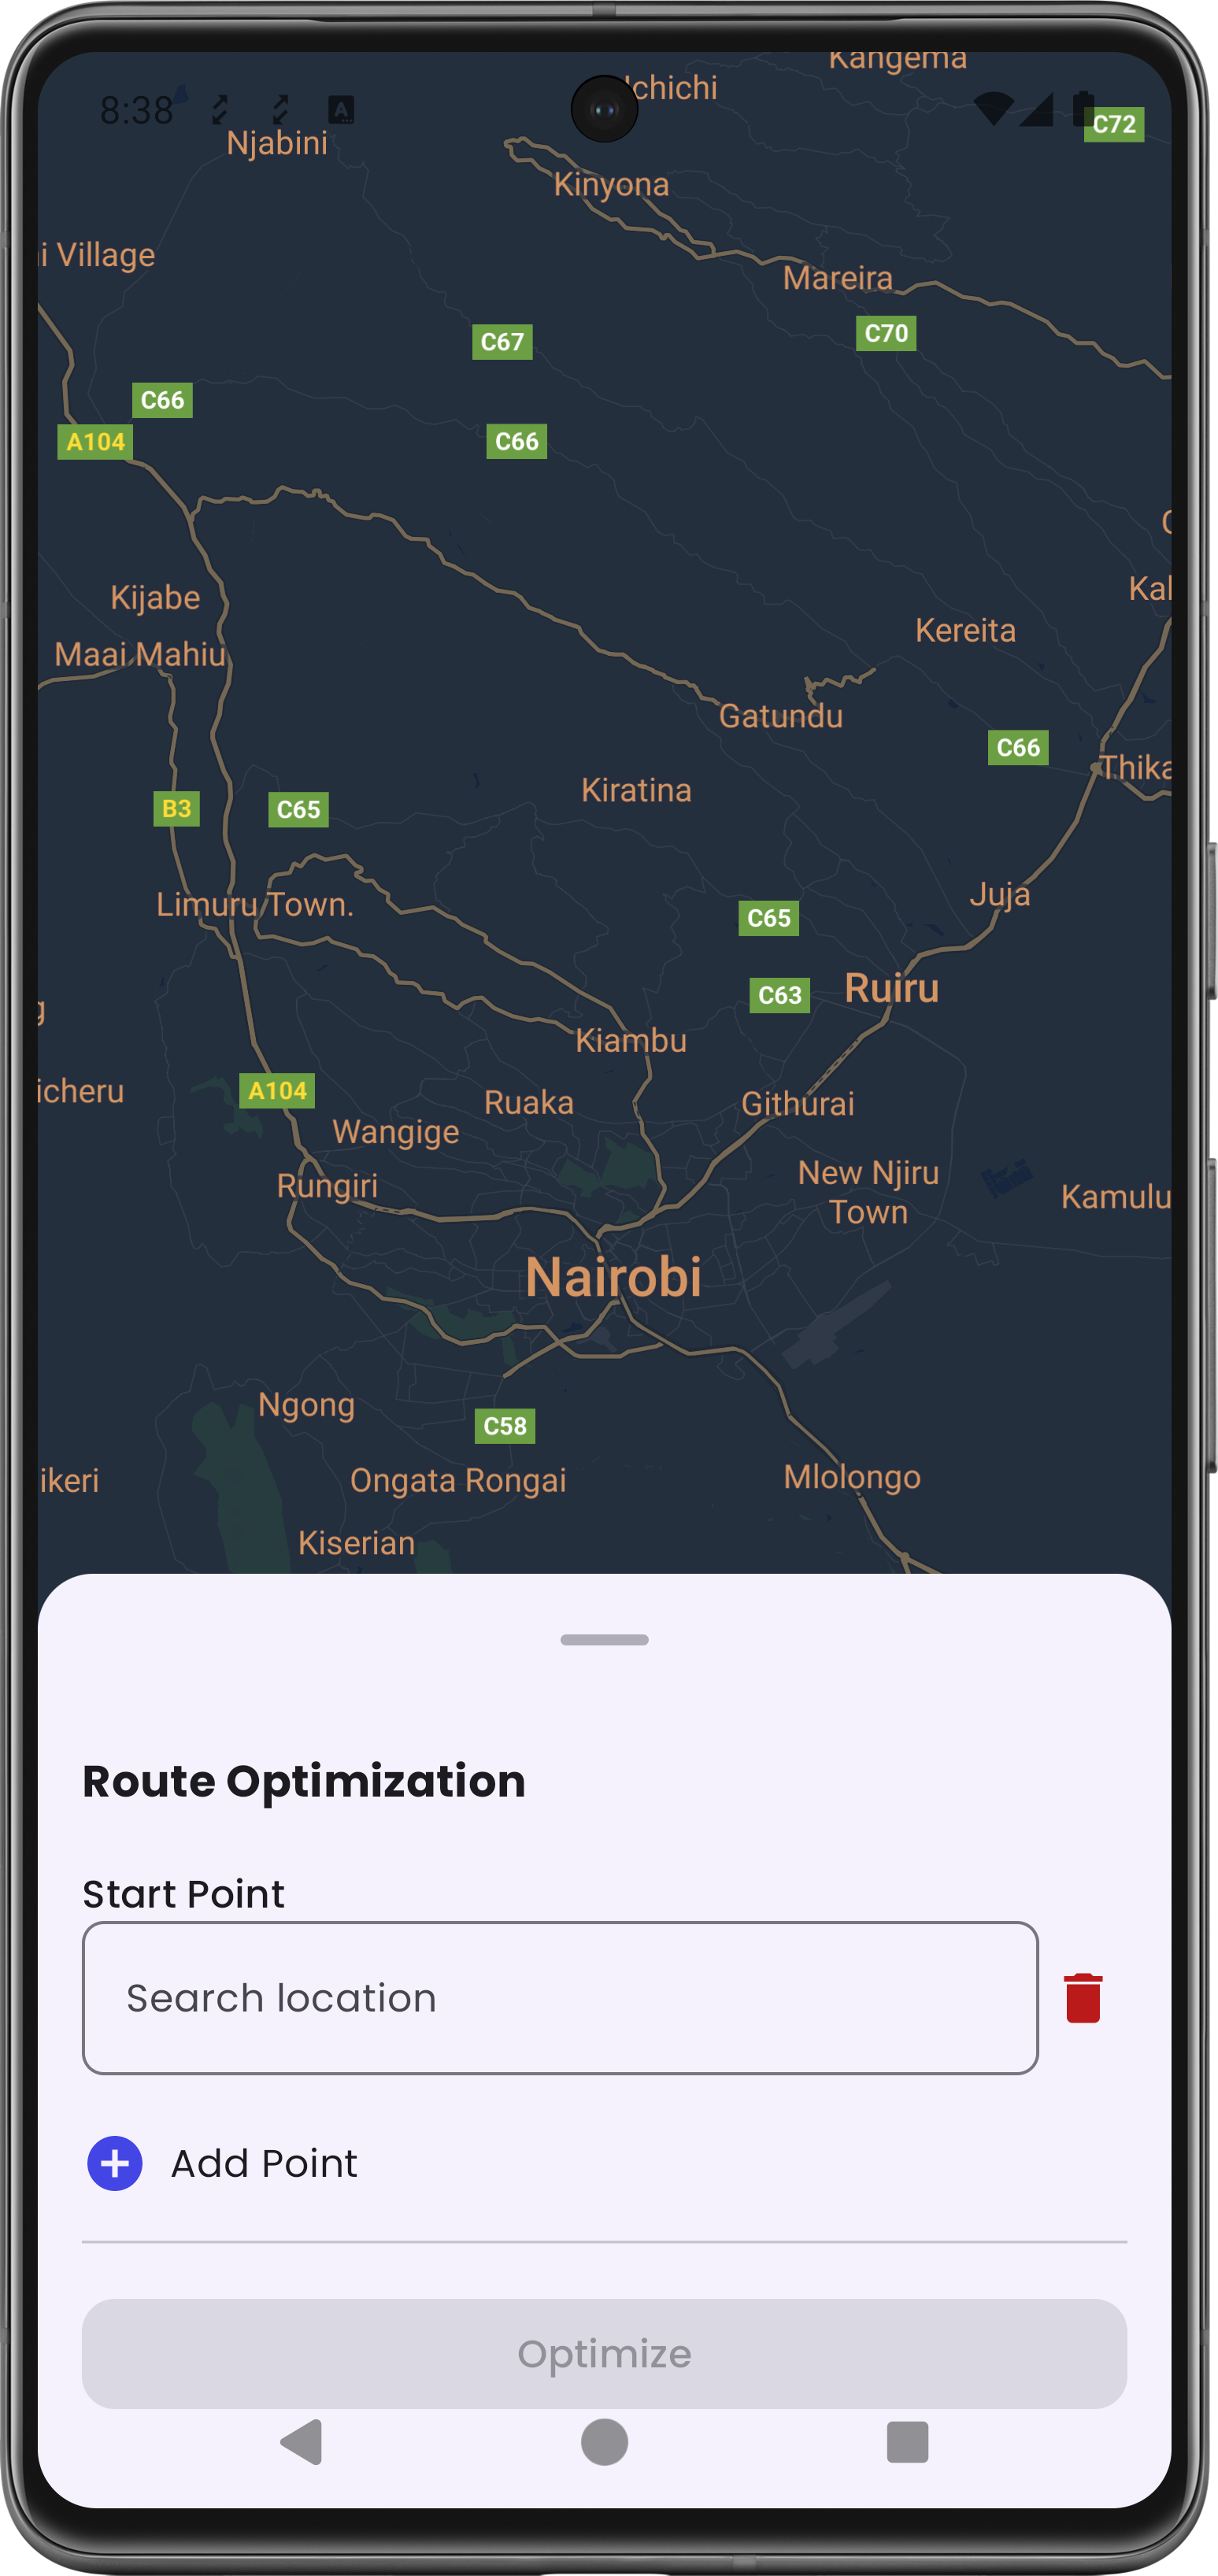 Kangema
8:38
Ichichi
C72
Njabini
Kinyona
i Village
Mareira
C67
C70
C66
A104
C66
Kijabe
Kal
Kereita
Maai Mahiu
Gatundu
C66
Thika
Kiratina
B3
C65
Juja
Limuru Town.
C65
Ruiru
C63
Kiambu
icheru
A104
Ruaka
Githurai
Wangige
New Njiru
Town
Rungiri
Kamulu
Nairobi
Ngong
C58
ikeri
Ongata Rongai
Mlolongo
Kiserian
Route Optimization
Start Point
Search location
Add Point
Optimize